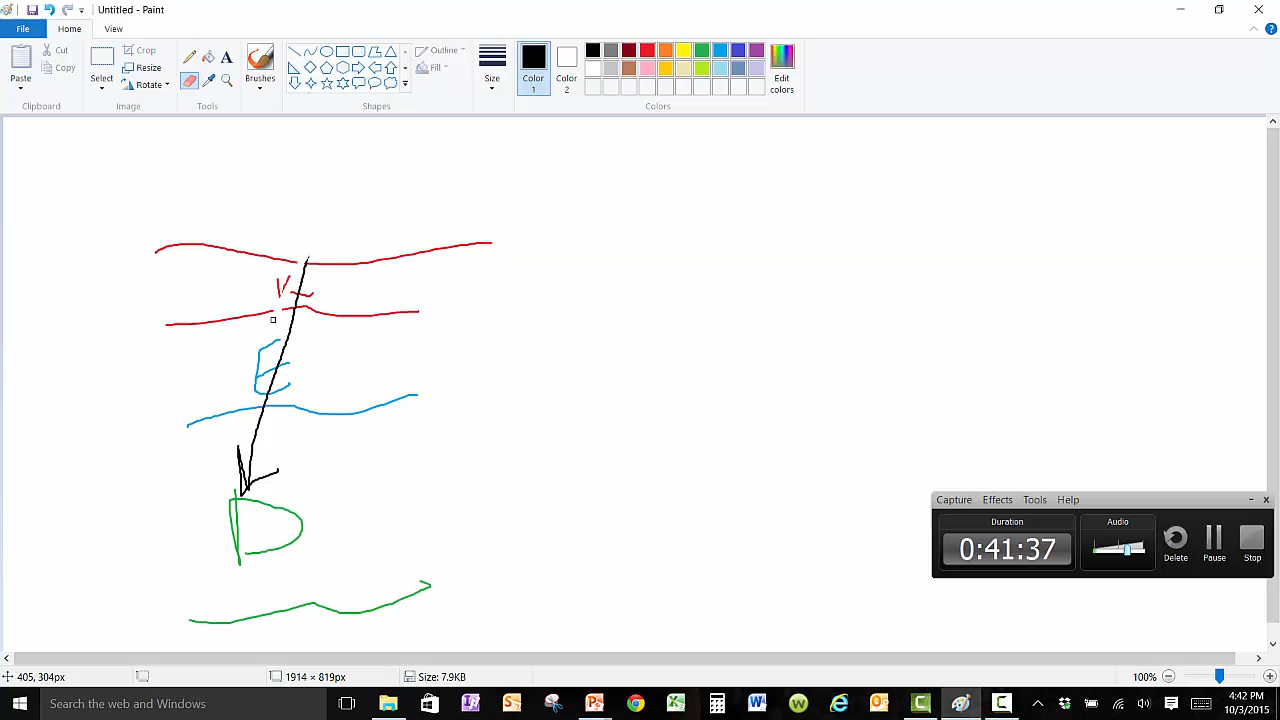 Untitled - Paint
File
Home
View
Paste
Cut
Copy
Clipboard
Select
Crop
Resize
Rotate
Image
Tools
Brushes
Shapes
Outline
Fill
Size
Color 1
Color 2
Edit colors
Colors
E
D
Capture Effects Tools Help
Duration
Audio
0:41:37
Delete
Pause
Stop
405, 304px
1914 × 819px
Size: 7.9KB
100%
Search the web and Windows
4:42 PM
10/3/2015